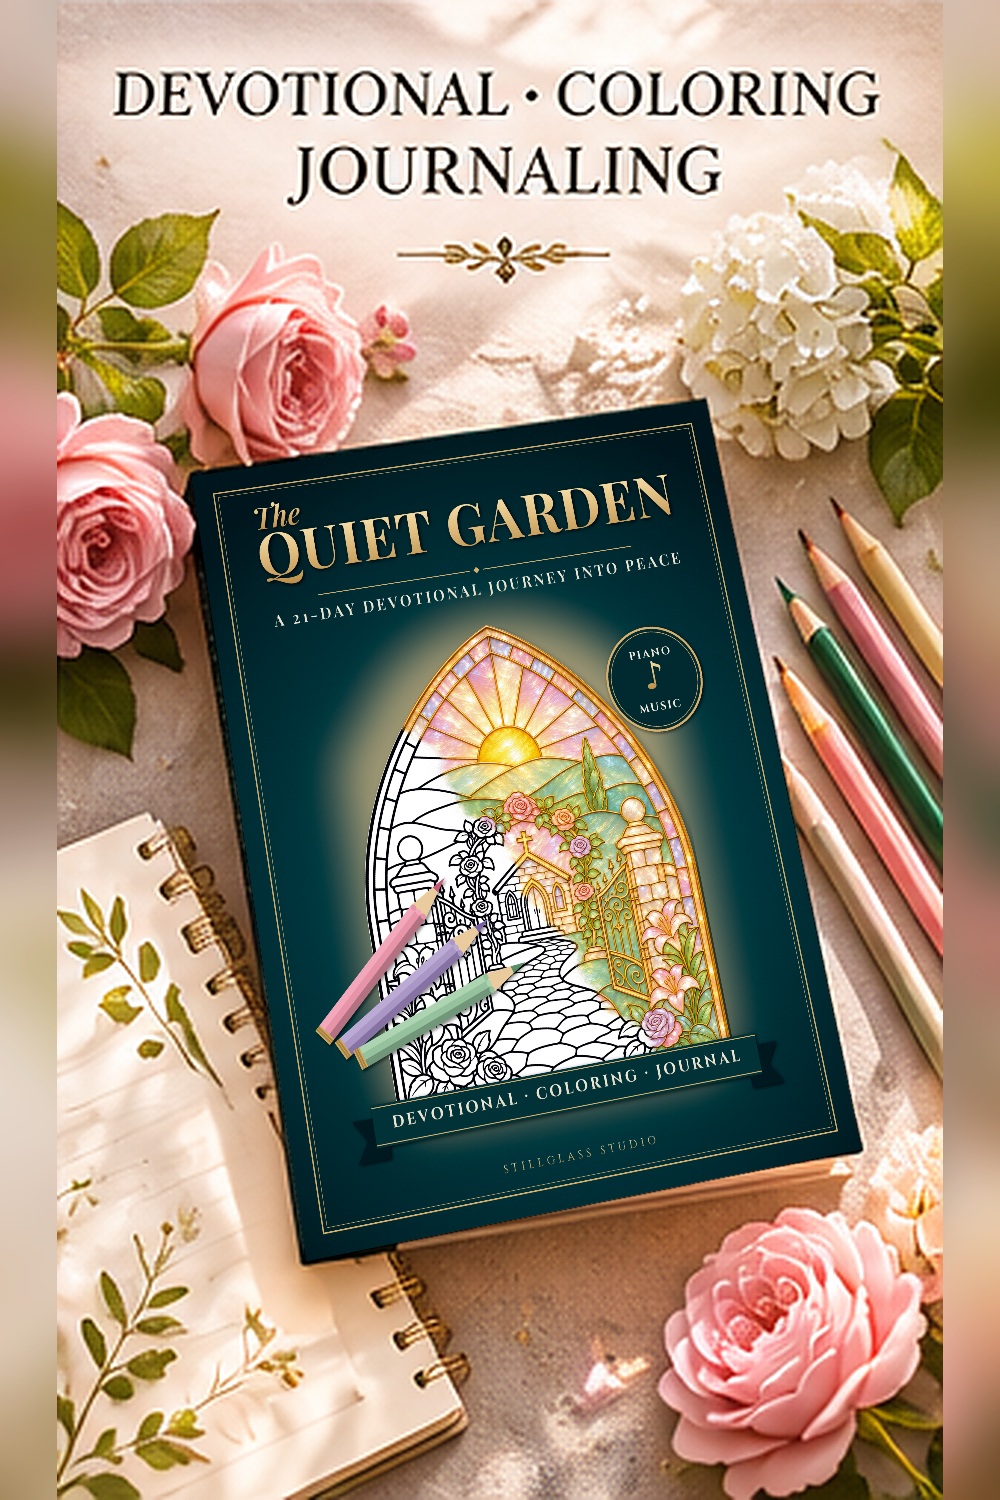 DEVOTIONAL · COLORING
JOURNALING
The
QUIET GARDEN
A 21-DAY DEVOTIONAL JOURNEY INTO PEACE
PIANO
MUSIC
DEVOTIONAL · COLORING · JOURNAL
STILLGLASS STUDIO